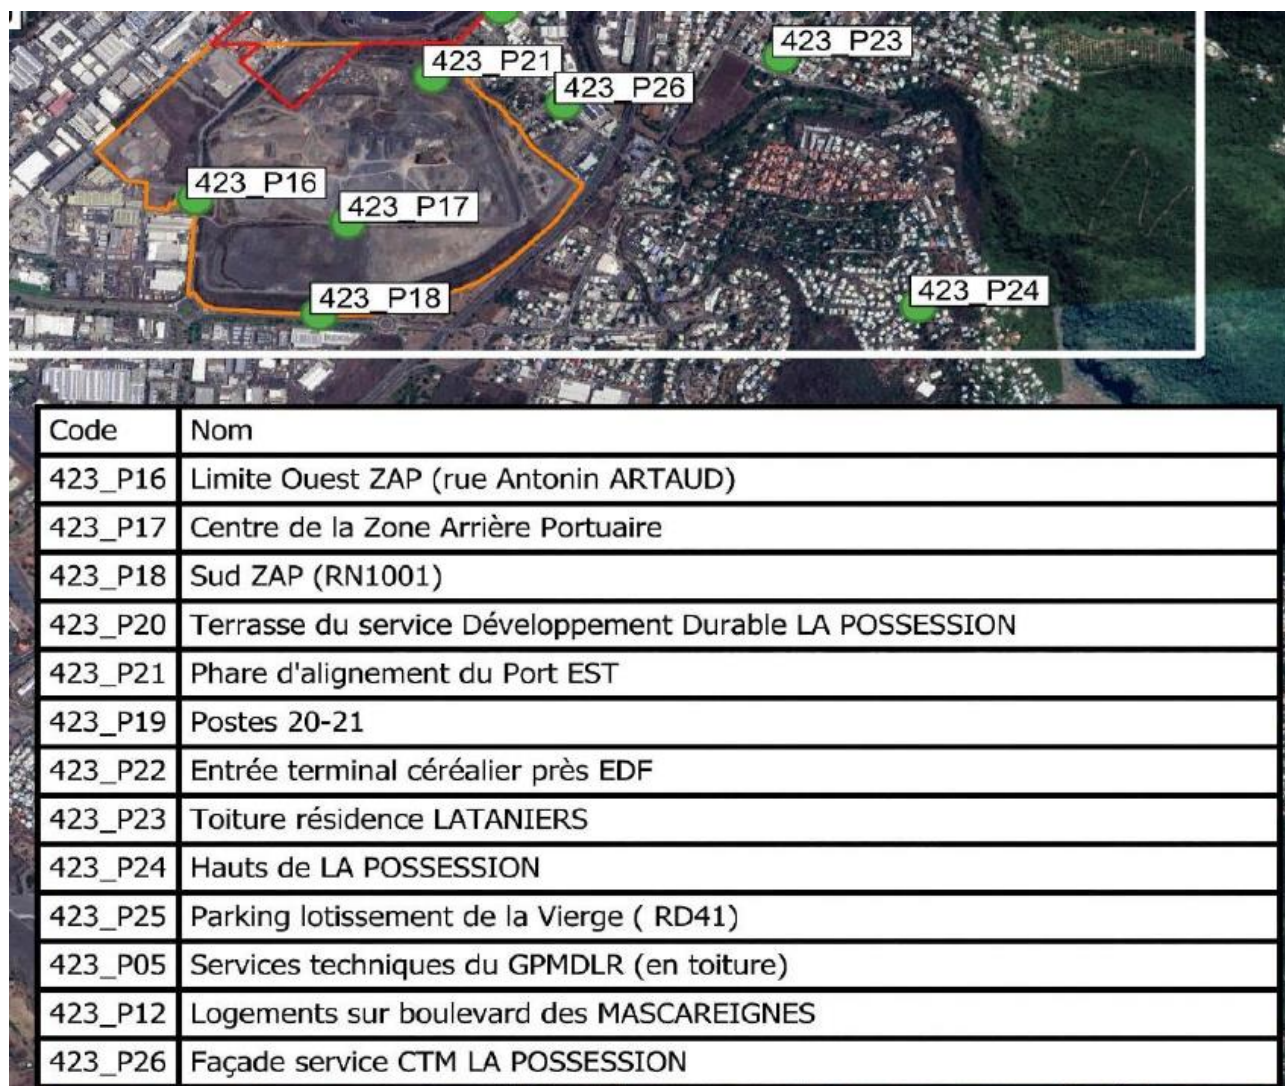 423_P23
423_P21
423_P26
423_P16
423_P17
423_P24
423_P18
Code Nom
423_P16 Limite Ouest ZAP (rue Antonin ARTAUD)
423_P17 Centre de la Zone Arrière Portuaire
423_P18 Sud ZAP (RN1001)
423_P20 Terrasse du service Développement Durable LA POSSESSION
423_P21 Phare d'alignement du Port EST
423_P19 Postes 20-21
423_P22 Entrée terminal céréalier près EDF
423_P23 Toiture résidence LATANIERS
423_P24 Hauts de LA POSSESSION
423_P25 Parking lotissement de la Vierge ( RD41)
423_P05 Services techniques du GPMDLR (en toiture)
423_P12 Logements sur boulevard des MASCAREIGNES
423_P26 Façade service CTM LA POSSESSION